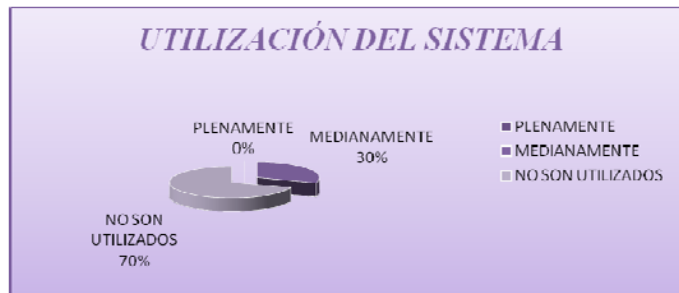 UTILIZACIÓN DEL SISTEMA
PLENAMENTE
0%
MEDIANAMENTE
30%
NO SON
UTILIZADOS
70%
PLENAMENTE
MEDIANAMENTE
NO SON UTILIZADOS